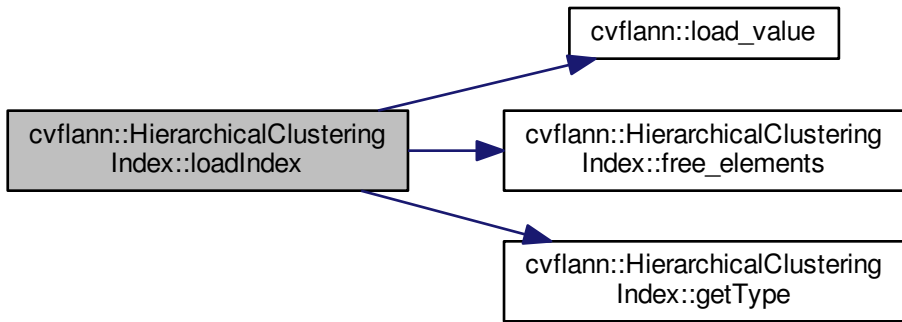 cvflann::load_value
cvflann::HierarchicalClustering
Index::loadIndex
cvflann::HierarchicalClustering
Index::free_elements
cvflann::HierarchicalClustering
Index::getType